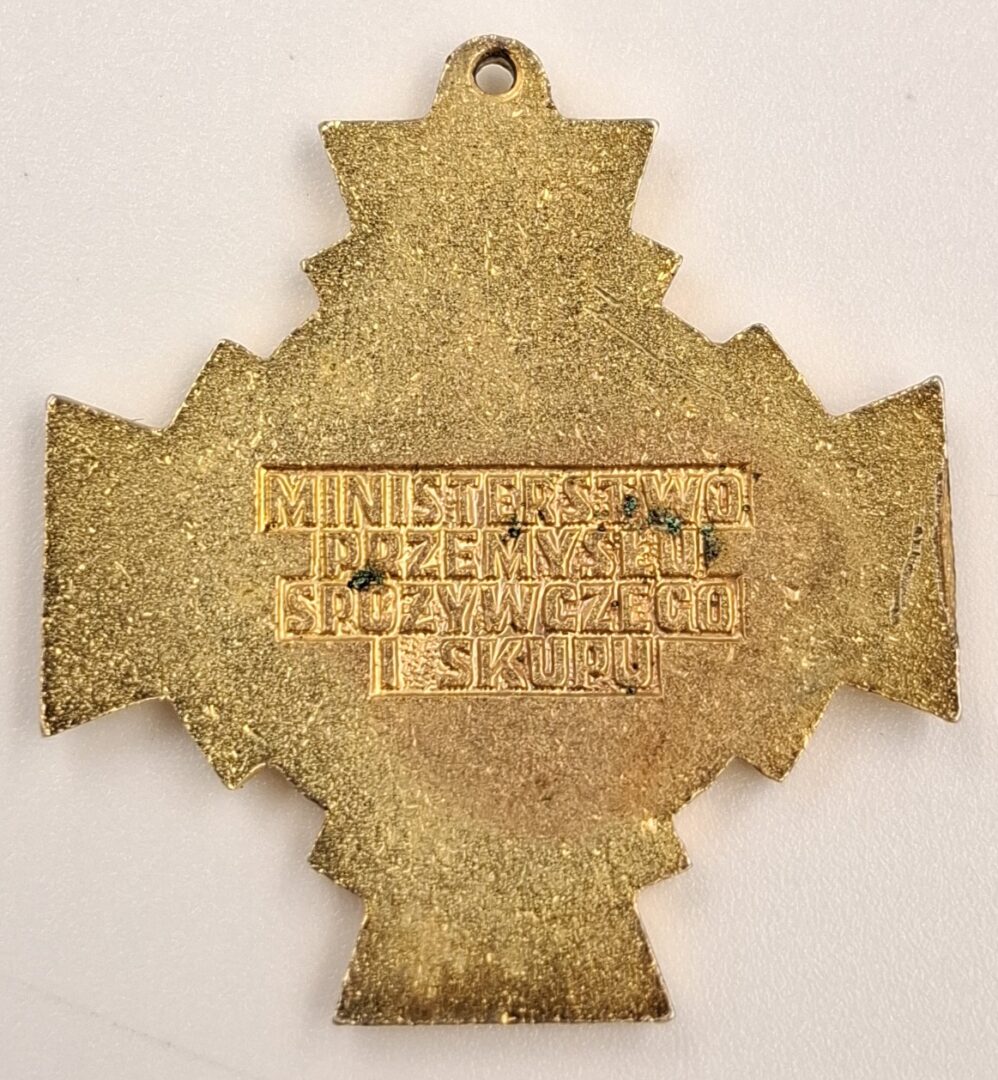 MINISTERSTWO
PRZEMYSŁU
SPOŻYWCZEGO
I SKUPU